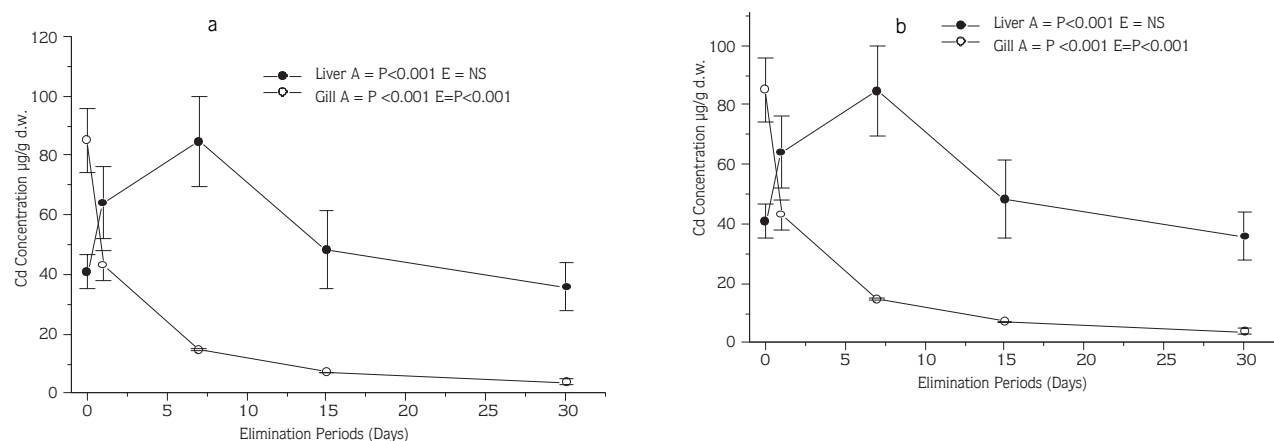 a
Liver A = P<0.001 E = NS
Gill A = P <0.001 E=P<0.001
120
100
80
60
40
20
0
Cd Concentration µg/g d.w.
0 5 10 15 20 25 30
Elimination Periods (Days)
b
Liver A = P<0.001 E = NS
Gill A = P <0.001 E=P<0.001
100
80
60
40
20
0
Cd Concentration µg/g d.w.
0 5 10 15 20 25 30
Elimination Periods (Days)